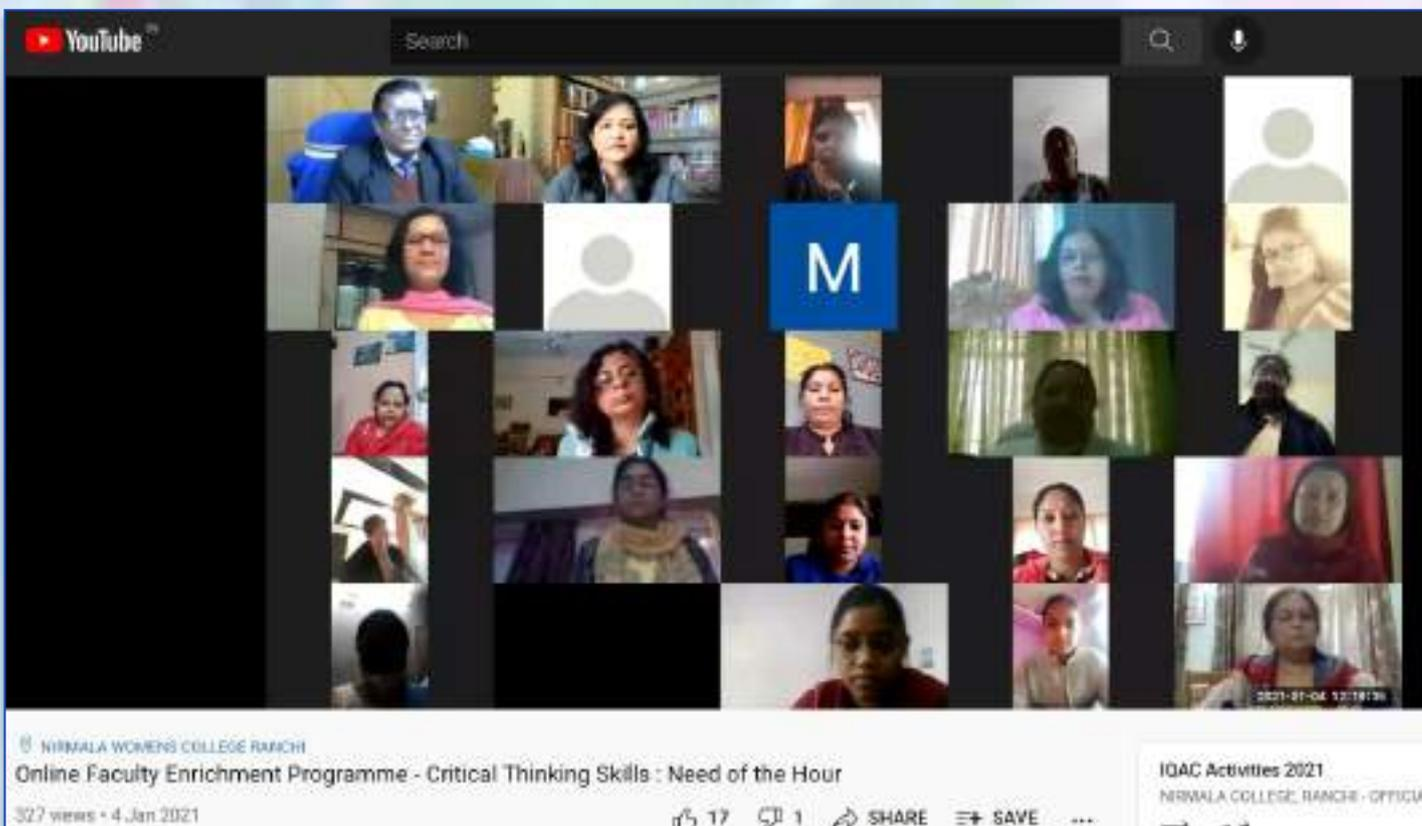 YouTube IN
Search
M
2021-01-04 12:19:36
NIRMALA WOMENS COLLEGE RANCHI
Online Faculty Enrichment Programme - Critical Thinking Skills : Need of the Hour
327 views • 4 Jan 2021
17 1 SHARE SAVE ...
IQAC Activities 2021
NIRMALA COLLEGE, RANCHI - OFFICIA